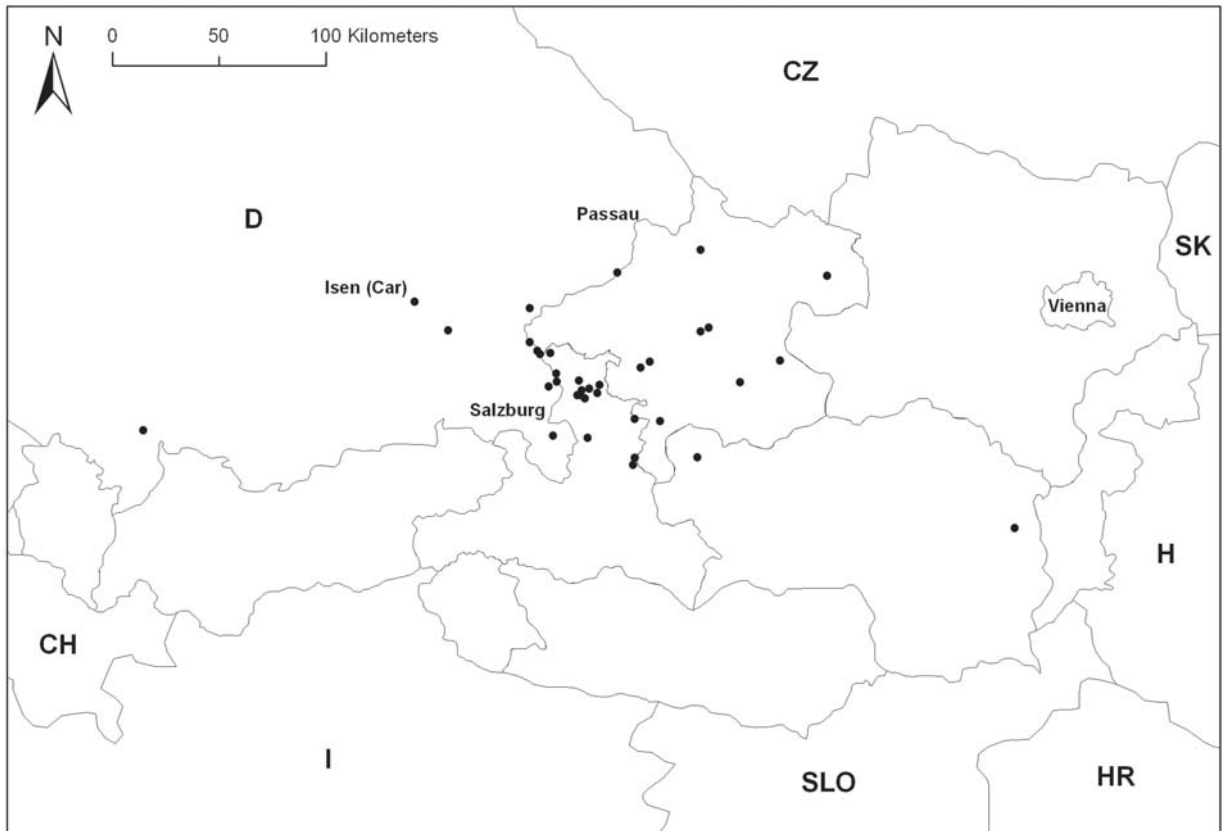 N
0 50 100 Kilometers
CZ
D
Passau
SK
Isen (Car)
Vienna
Salzburg
H
CH
I
SLO
HR